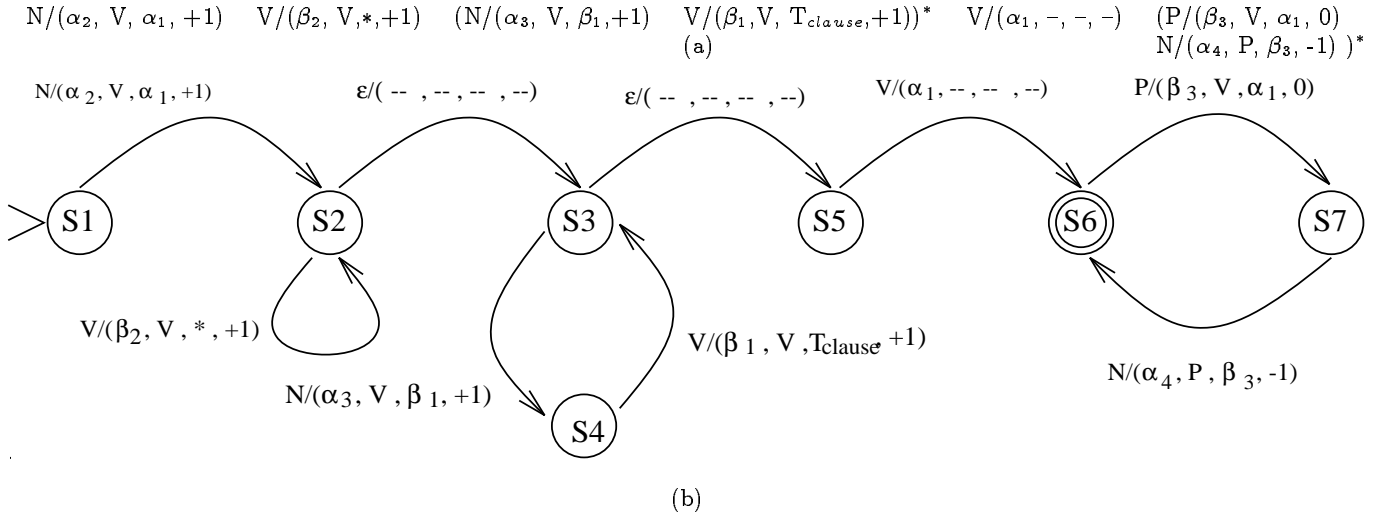 N/(α2, V, α1, +1) V/(β2, V,*,+1) (N/(α3, V, β1,+1) V/(β1,V, Tclause,+1))* V/(α1, –, –, –) (P/(β3, V, α1, 0)
(a) N/(α4, P, β3, -1) )*
N/(α2 , V , α1 , +1) ε/( -- , -- , -- , --) ε/( -- , -- , -- , --) V/(α1, -- , -- , --) P/(β3, V , α1, 0)
S1 S2 S3 S5 S6 S7
V/(β2, V , * , +1) V/(β1 , V ,Tclause, +1)
N/(α3, V , β1, +1) N/(α4 , P , β3, -1)
S4
(b)